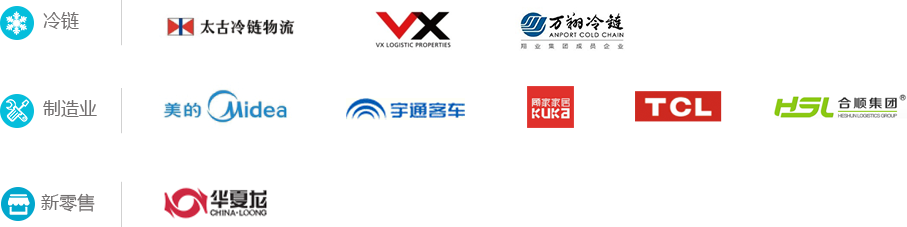 冷链
太古冷链物流
VX
VX LOGISTIC PROPERTIES
万翔冷链
ANPORT COLD CHAIN
翔业集团成员企业
制造业
美的 Midea
宇通客车
顾家家居
KUKA
TCL
HSL 合顺集团®
HESHUN LOGISTICS GROUP
新零售
华夏龙
CHINA·LOONG